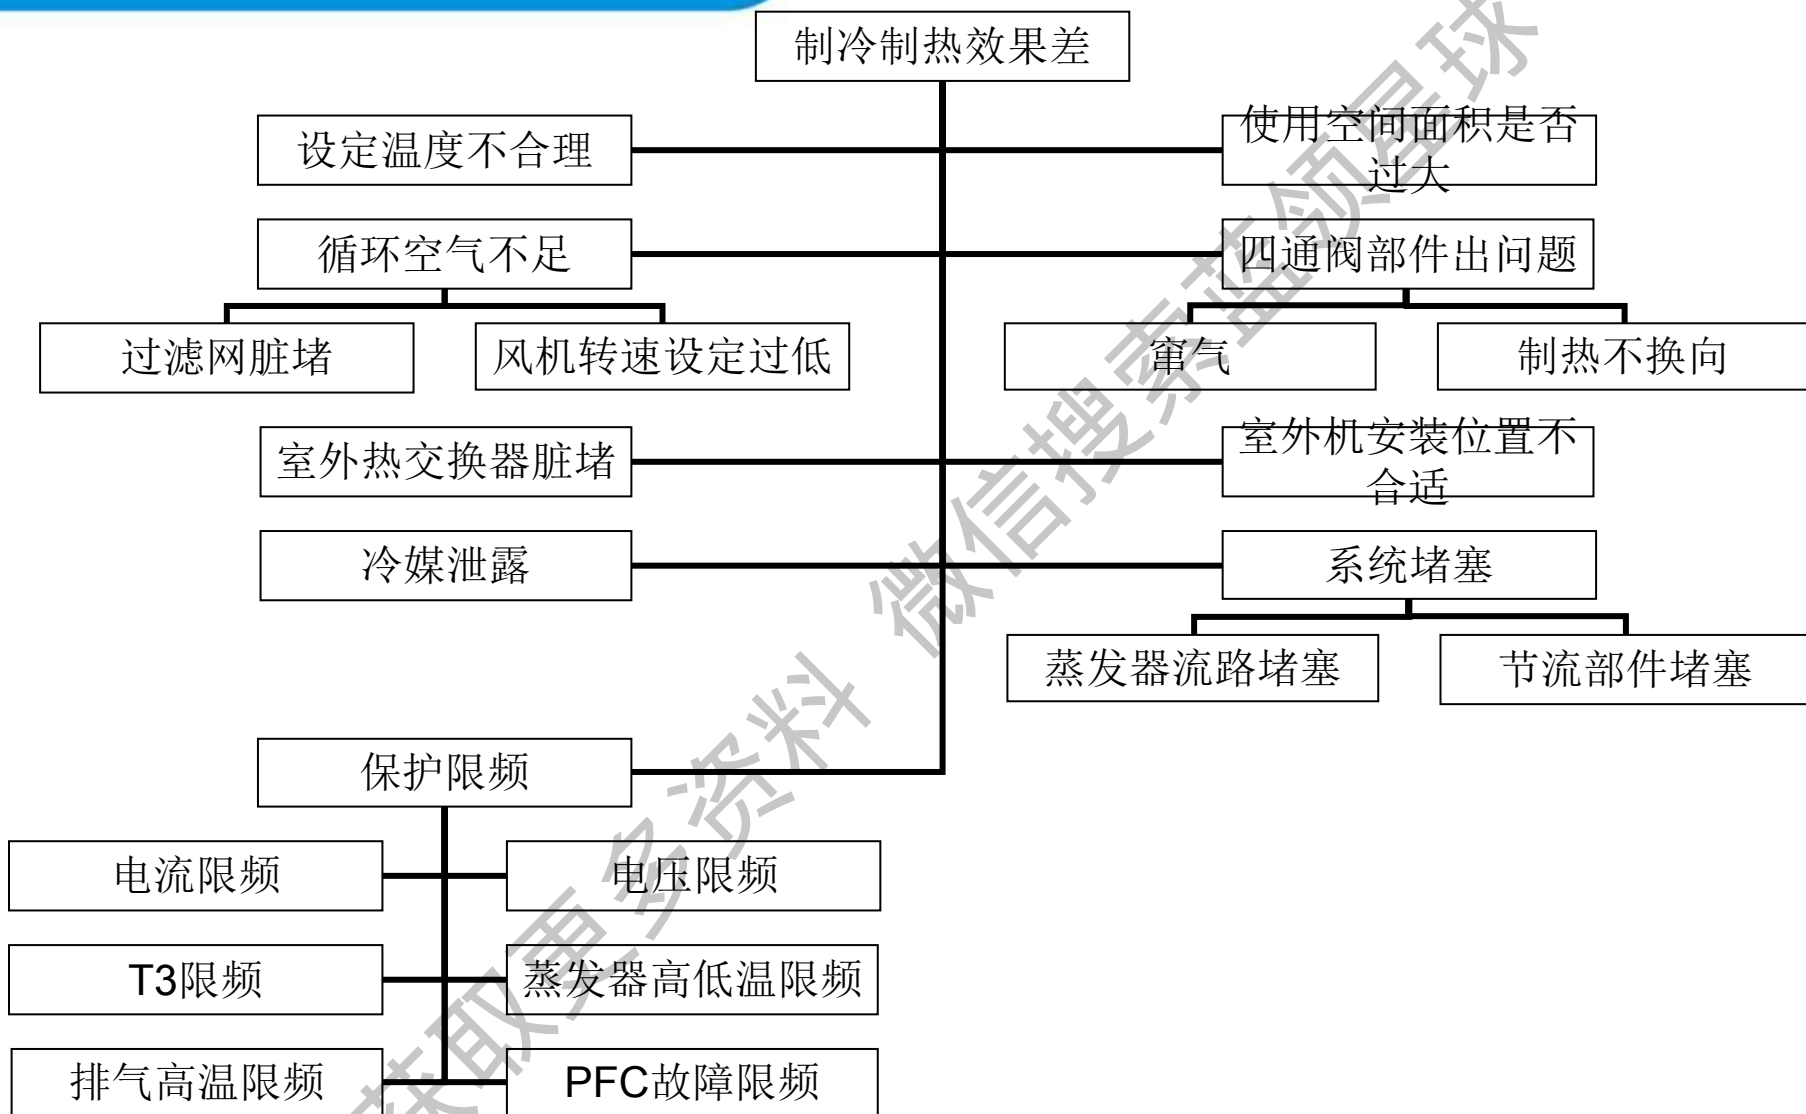 制冷制热效果差
设定温度不合理
使用空间面积是否
过大
循环空气不足
四通阀部件出问题
过滤网脏堵
风机转速设定过低
窜气
制热不换向
室外热交换器脏堵
室外机安装位置不
合适
冷媒泄露
系统堵塞
蒸发器流路堵塞
节流部件堵塞
保护限频
电流限频
电压限频
T3限频
蒸发器高低温限频
排气高温限频
PFC故障限频
获取更多资料 微信搜索蓝领星球